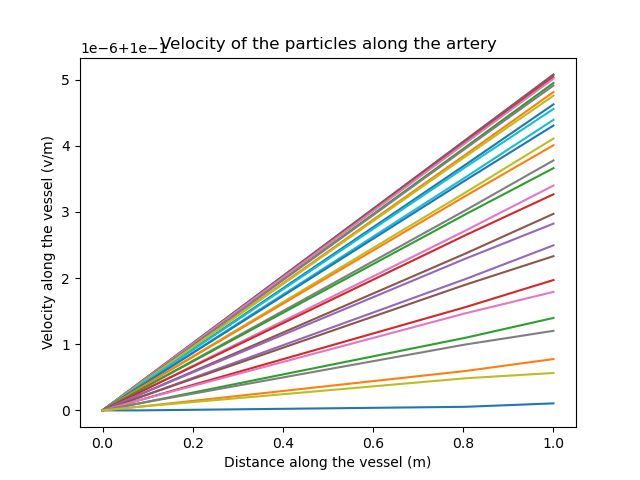 Velocity of the particles along the artery
1e−6+1e−1
5
4
3
2
1
0
0.0 0.2 0.4 0.6 0.8 1.0
Distance along the vessel (m)
Velocity along the vessel (v/m)